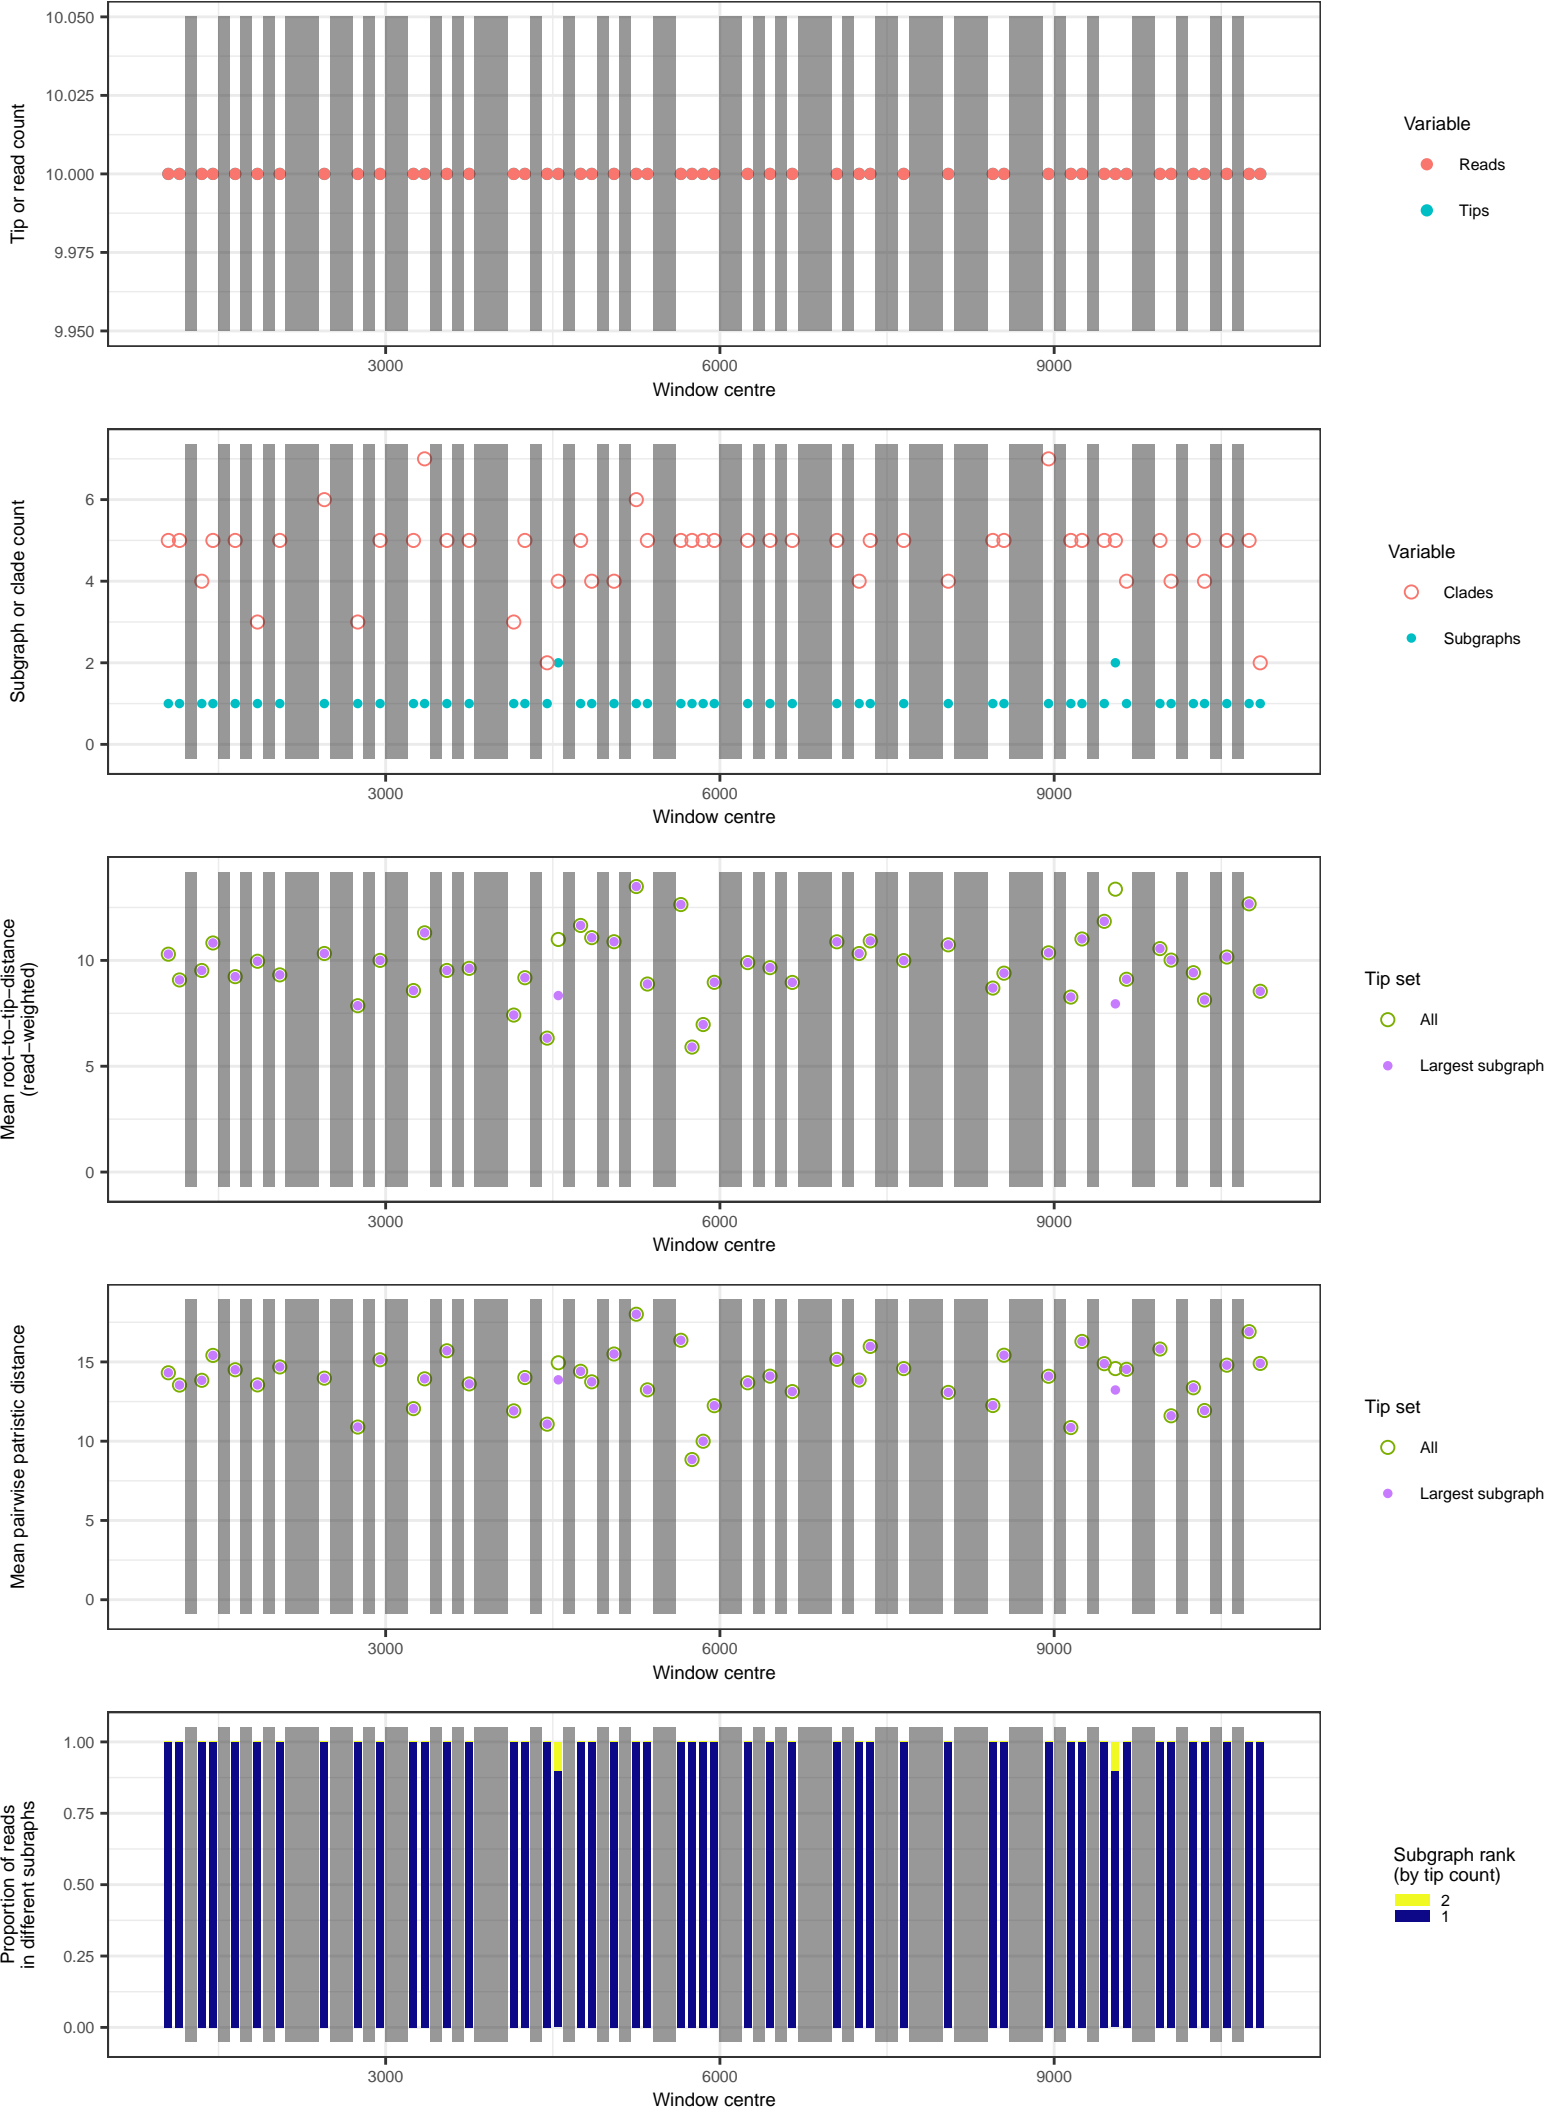 10.050
10.025
10.000
9.975
9.950
Tip or read count
3000
6000
9000
Window centre
Variable
Reads
Tips
6
4
2
0
Subgraph or clade count
3000
6000
9000
Window centre
Variable
Clades
Subgraphs
10
5
0
Mean root−to−tip−distance
(read−weighted)
3000
6000
9000
Window centre
Tip set
All
Largest subgraph
15
10
5
0
Mean pairwise patristic distance
3000
6000
9000
Window centre
Tip set
All
Largest subgraph
1.00
0.75
0.50
0.25
0.00
Proportion of reads
in different subraphs
3000
6000
9000
Window centre
Subgraph rank
(by tip count)
2
1